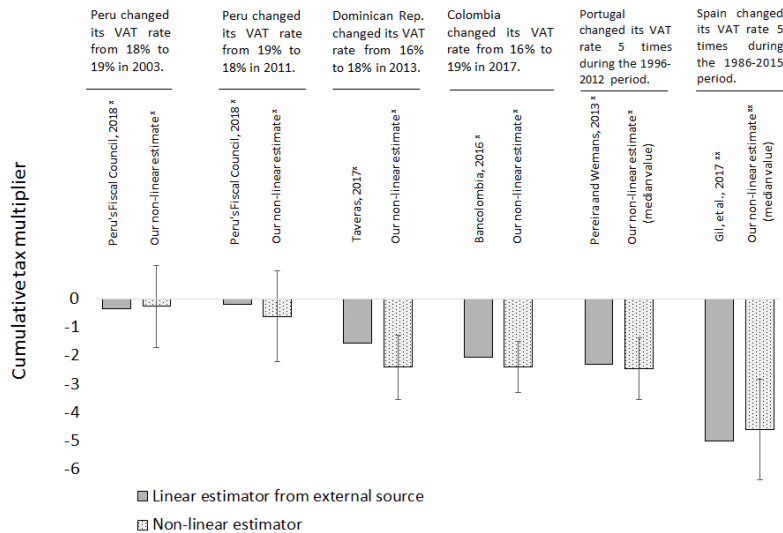 Peru changed
its VAT rate
from 18% to
19% in 2003.
Peru changed
its VAT rate
from 19% to
18% in 2011.
Dominican Rep.
changed its VAT
rate from 16%
to 18% in 2013.
Colombia
changed its VAT
rate from 16% to
19% in 2017.
Portugal
changed its VAT
rate 5 times
during the 1996-
2012 period.
Spain changed
its VAT rate 5
times during
the 1986-2015
period.
Peru's Fiscal Council, 2018 x
Our non-linear estimate x
Peru's Fiscal Council, 2018 x
Our non-linear estimate x
Taveras, 2017 x
Our non-linear estimate x
Bancolombia, 2016 x
Our non-linear estimate x
Pereira and Wemans, 2013 x
Our non-linear estimate x
(median value)
Gil, et al., 2017 xx
Our non-linear estimate xx
(median value)
Cumulative tax multiplier
0
-1
-2
-3
-4
-5
-6
Linear estimator from external source
Non-linear estimator